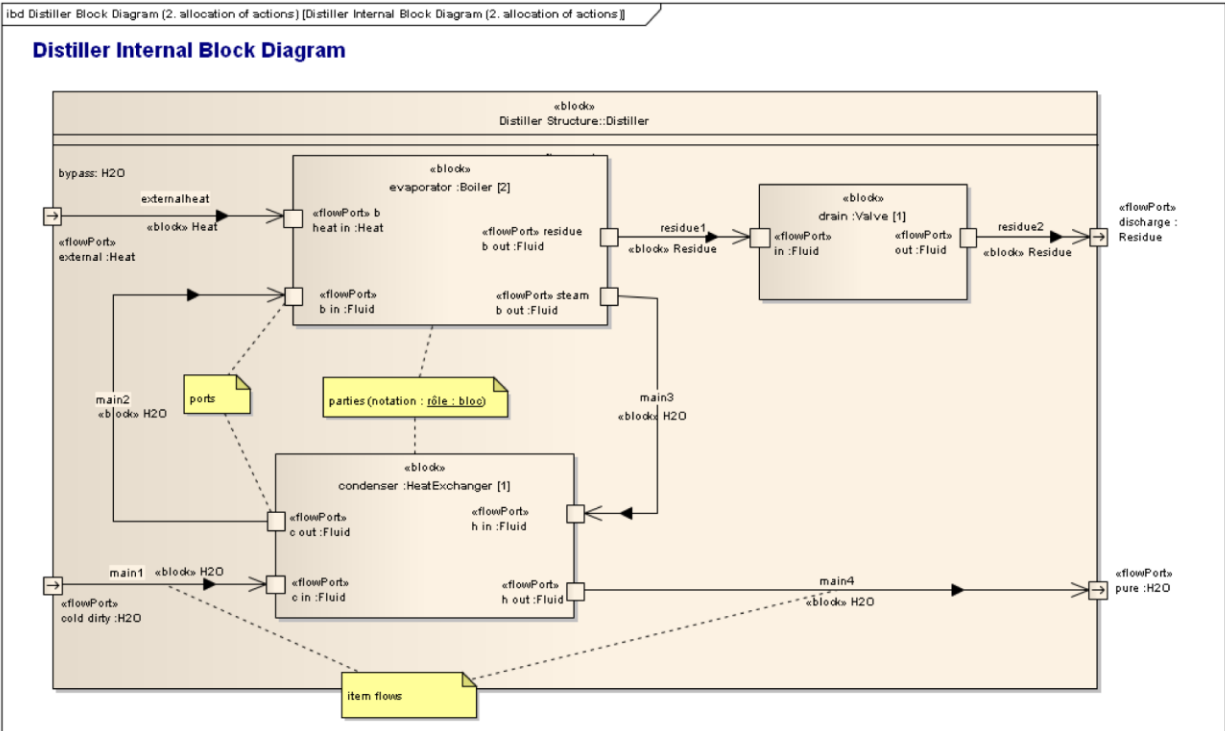 ibd Distiller Block Diagram (2. allocation of actions) [Distiller Internal Block Diagram (2. allocation of actions)]
Distiller Internal Block Diagram
«block»
Distiller Structure::Distiller
bypass: H2O
externalheat
«block» Heat
«flowPort»
external :Heat
«block»
evaporator :Boiler [2]
«flowPort» b
heat in :Heat
«flowPort» residue
b out :Fluid
«flowPort»
b in :Fluid
«flowPort» steam
b out :Fluid
residue1
«block» Residue
«block»
drain :Valve [1]
«flowPort»
in :Fluid
«flowPort»
out :Fluid
residue2
«block» Residue
«flowPort»
discharge :
Residue
main2
«block» H2O
ports
parties (notation : rôle : bloc)
main3
«block» H2O
«block»
condenser :HeatExchanger [1]
«flowPort»
c out :Fluid
«flowPort»
h in :Fluid
main1
«block» H2O
«flowPort»
c in :Fluid
«flowPort»
h out :Fluid
«flowPort»
cold dirty :H2O
main4
«block» H2O
«flowPort»
pure :H2O
item flows